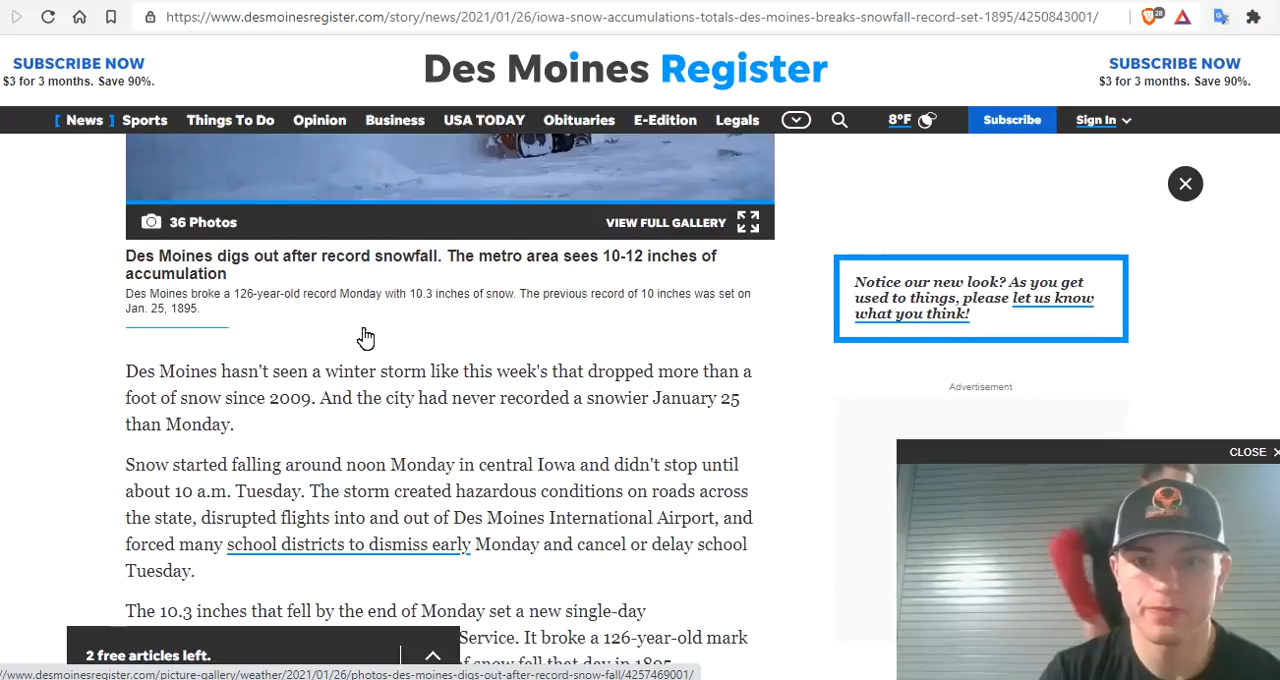 https://www.desmoinesregister.com/story/news/2021/01/26/iowa-snow-accumulations-totals-des-moines-breaks-snowfall-record-set-1895/4250843001/
28
SUBSCRIBE NOW
$3 for 3 months. Save 90%.
Des Moines Register
SUBSCRIBE NOW
$3 for 3 months. Save 90%.
[ News ] Sports Things To Do Opinion Business USA TODAY Obituaries E-Edition Legals 8°F Subscribe Sign In
36 Photos
VIEW FULL GALLERY
Des Moines digs out after record snowfall. The metro area sees 10-12 inches of
accumulation
Des Moines broke a 126-year-old record Monday with 10.3 inches of snow. The previous record of 10 inches was set on
Jan. 25, 1895.
Des Moines hasn't seen a winter storm like this week's that dropped more than a
foot of snow since 2009. And the city had never recorded a snowier January 25
than Monday.
Snow started falling around noon Monday in central Iowa and didn't stop until
about 10 a.m. Tuesday. The storm created hazardous conditions on roads across
the state, disrupted flights into and out of Des Moines International Airport, and
forced many school districts to dismiss early Monday and cancel or delay school
Tuesday.
The 10.3 inches that fell by the end of Monday set a new single-day
Service. It broke a 126-year-old mark
of snow fell that day in 1895.
2 free articles left.
Notice our new look? As you get
used to things, please let us know
what you think!
Advertisement
CLOSE X
/www.desmoinesregister.com/picture-gallery/weather/2021/01/26/photos-des-moines-digs-out-after-record-snow-fall/4257469001/